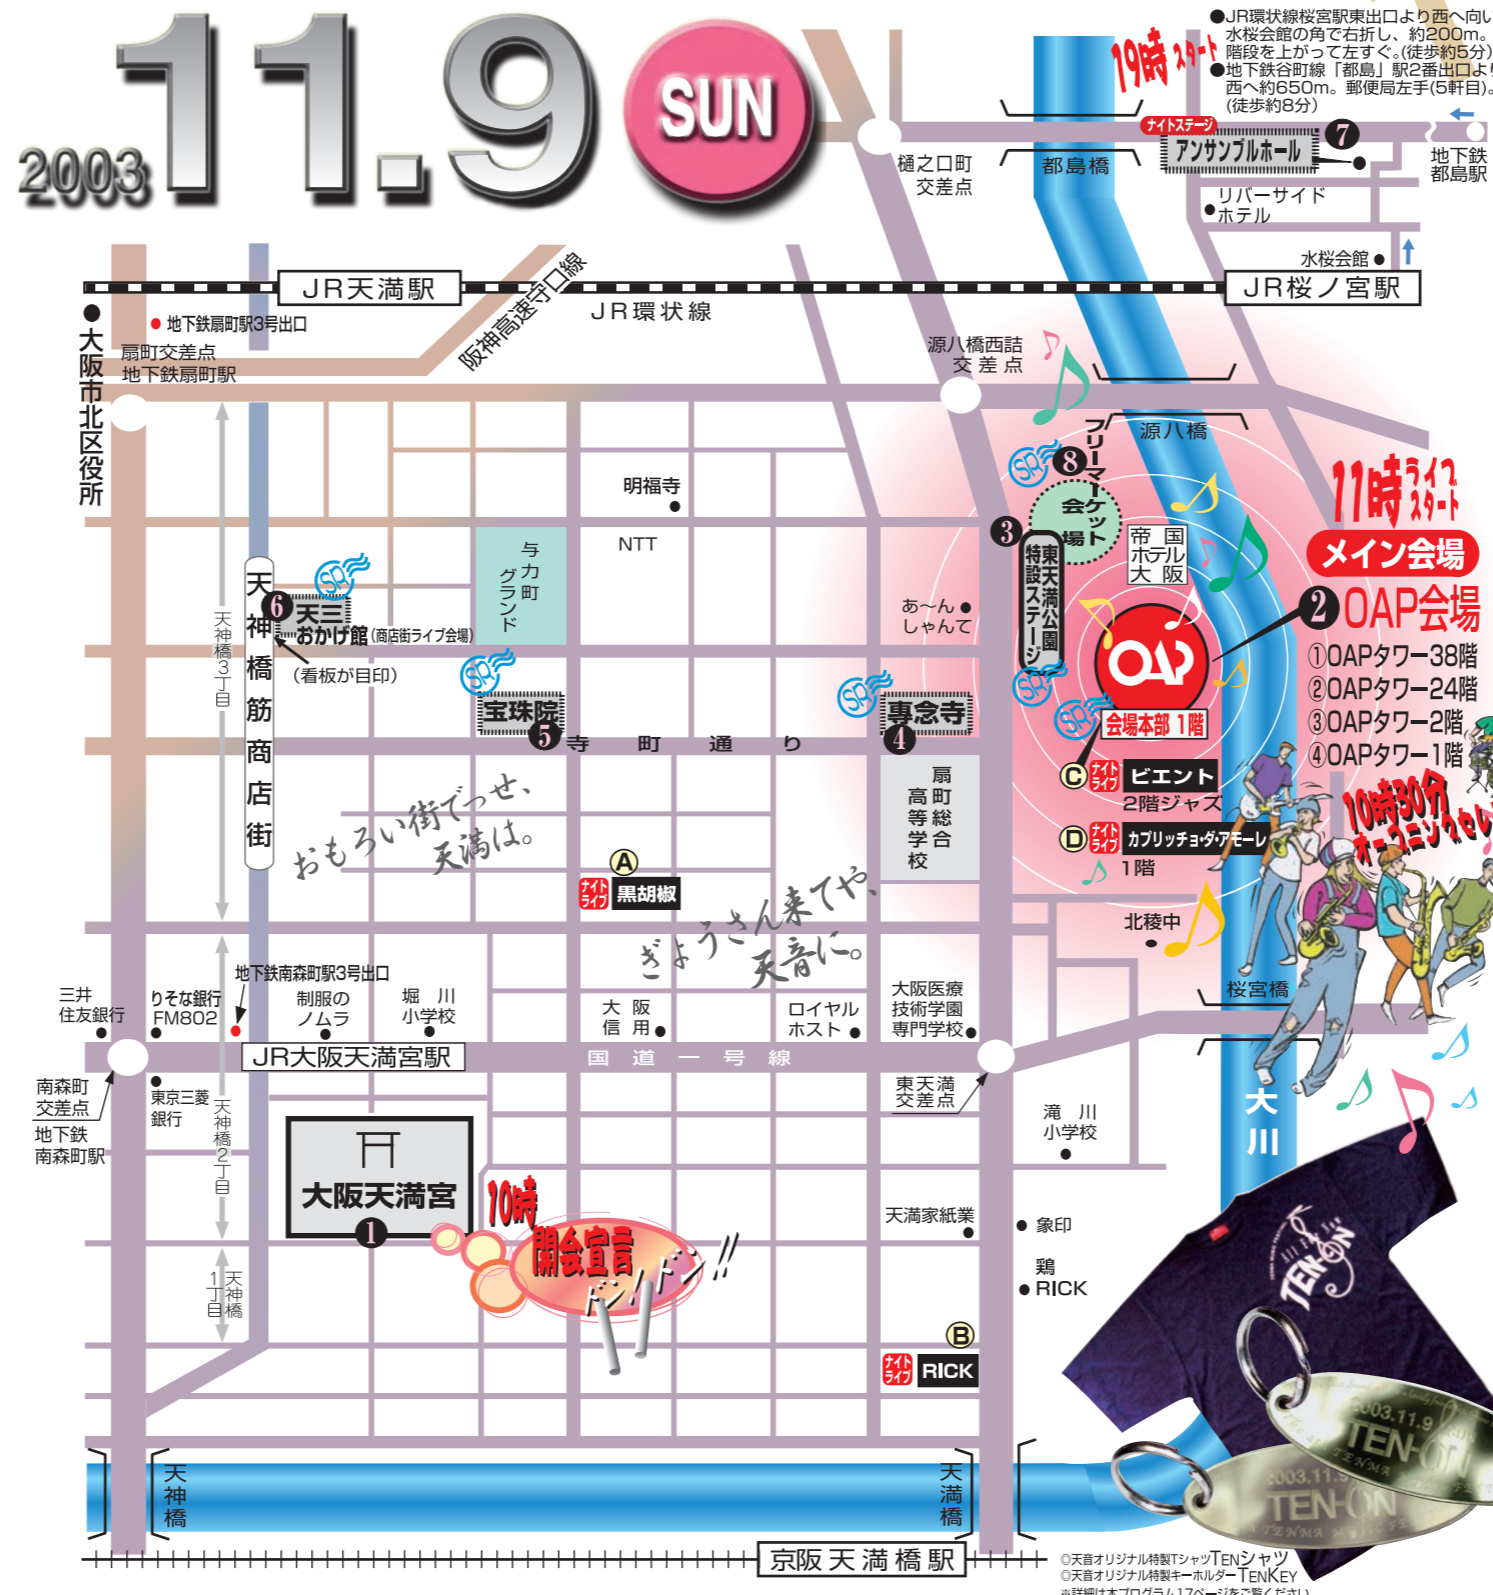 2003 11.9 SUN
●JR環状線桜宮駅東出口より西へ向い
水桜会館の角で右折し、約200m。
階段を上がって左すぐ。(徒歩約5分)
●地下鉄谷町線「都島」駅2番出口より
西へ約650m。郵便局左手(5軒目)。
(徒歩約8分)
19時スタート
ナイトステージ
アンサンブルホール
7
地下鉄
都島駅
樋之口町
交差点
都島橋
リバーサイド
ホテル
水桜会館
JR天満駅
JR環状線
阪神高速守口線
JR桜ノ宮駅
大阪市北区役所
地下鉄扇町駅3号出口
扇町交差点
地下鉄扇町駅
源八橋西詰
交差点
源八橋
明福寺
NTT
与力町
グランド
8
フリーマーケット
会場
3
東天満公園
特設ステージ
帝国
ホテル
大阪
11時ライブ
スタート
メイン会場
2 OAP会場
①OAPタワー38階
②OAPタワー24階
③OAPタワー2階
④OAPタワー1階
10時30分
OAP
会場本部 1階
あ〜ん
しゃんて
天神橋筋商店街
天神橋3丁目
6
天三
おかげ館(商店街ライブ会場)
(看板が目印)
宝珠院
5
寺町通り
専念寺
4
扇町総合
高等学校
C
ナイト
ライブ
ビエント
2階ジャズ
D
ナイト
ライブ
カプリッチョ・ダ・アモーレ
1階
おもろい街でっせ、
天満は。
A
ナイト
ライブ
黒胡椒
ぎょうさん来てや、
天音に。
北稜中
桜宮橋
三井
住友銀行
りそな銀行
FM802
地下鉄南森町駅3号出口
制服の
ノムラ
堀川
小学校
大阪
信用
ロイヤル
ホスト
大阪医療
技術学園
専門学校
JR大阪天満宮駅
国道一号線
南森町
交差点
地下鉄
南森町駅
東京三菱
銀行
天神橋2丁目
東天満
交差点
滝川
小学校
大川
大阪天満宮
1
10時
開会宣言
ドン!ドン!!
天満家紙業
象印
鶏
RICK
天神橋
1丁目
B
ナイト
ライブ
RICK
天神橋
天満橋
京阪天満橋駅
TEN-ON
2003.11.9
TEN-ON
2003.11.9
TEN-ON
◎天音オリジナル特製TシャツTENシャツ
◎天音オリジナル特製キーホルダーTENKEY
※詳細は本プログラム17ページをご覧ください